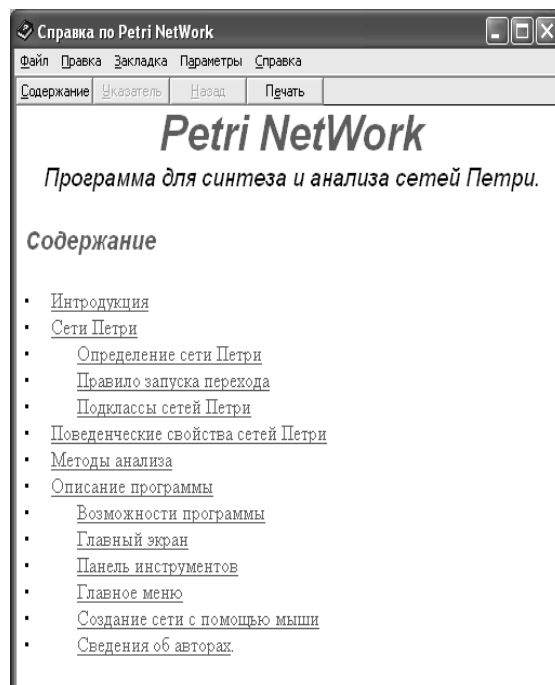 Справка по Petri NetWork
Файл Правка Закладка Параметры Справка
Содержание Указатель Назад Печать
Petri NetWork
Программа для синтеза и анализа сетей Петри.
Содержание
Интродукция
Сети Петри
Определение сети Петри
Правило запуска перехода
Подклассы сетей Петри
Поведенческие свойства сетей Петри
Методы анализа
Описание программы
Возможности программы
Главный экран
Панель инструментов
Главное меню
Создание сети с помощью мыши
Сведения об авторах.